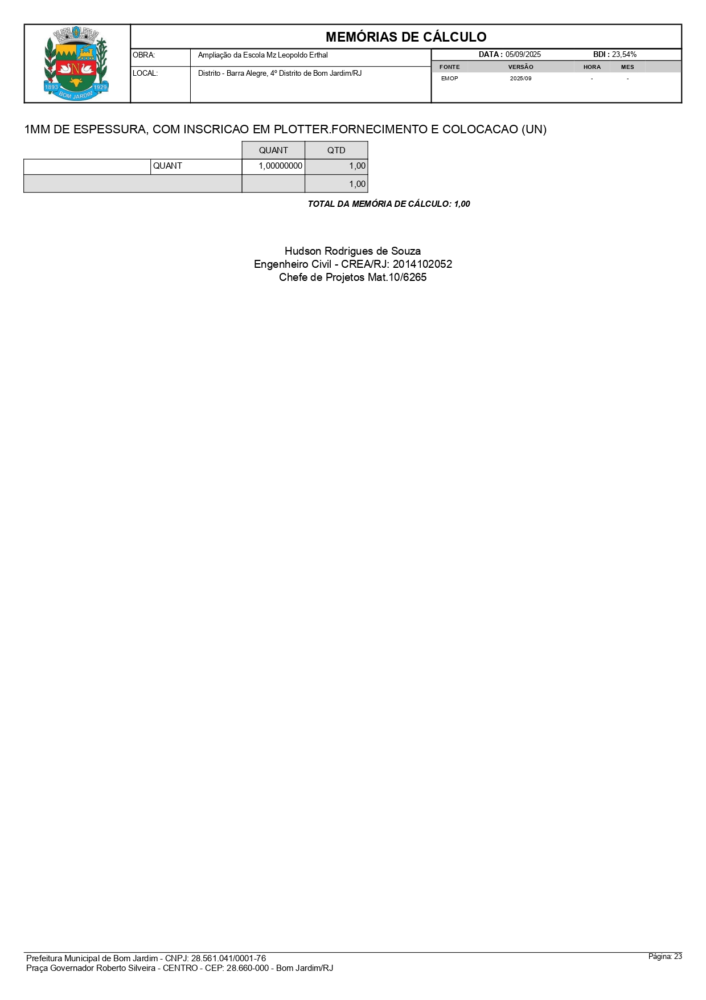 MEMÓRIAS DE CÁLCULO
OBRA: Ampliação da Escola Mz Leopoldo Erthal
DATA : 05/09/2025 BDI : 23,54%
FONTE VERSÃO HORA MES
LOCAL: Distrito - Barra Alegre, 4º Distrito de Bom Jardim/RJ
EMOP 2025/09 - -
N
1893 1929
BOM JARDIM
1MM DE ESPESSURA, COM INSCRICAO EM PLOTTER.FORNECIMENTO E COLOCACAO (UN)
QUANT QTD
QUANT 1,00000000 1,00
1,00
TOTAL DA MEMÓRIA DE CÁLCULO: 1,00
Hudson Rodrigues de Souza
Engenheiro Civil - CREA/RJ: 2014102052
Chefe de Projetos Mat.10/6265
Prefeitura Municipal de Bom Jardim - CNPJ: 28.561.041/0001-76
Página: 23
Praça Governador Roberto Silveira - CENTRO - CEP: 28.660-000 - Bom Jardim/RJ